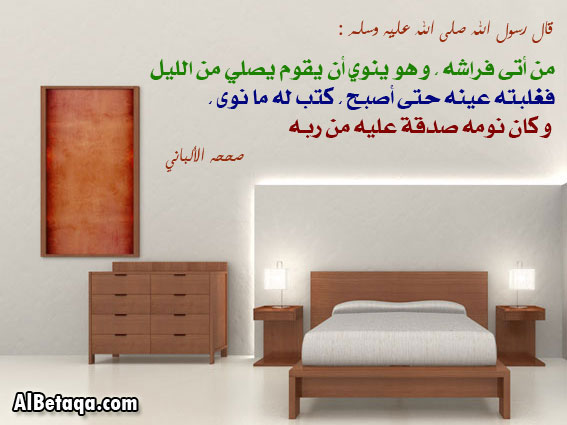 قال رسول الله صلى الله عليه وسلم :
من أتى فراشه ، وهو ينوي أن يقوم يصلي من الليل
فغلبته عينه حتى أصبح ، كتب له ما نوى ،
وكان نومه صدقة عليه من ربه
صححه الألباني
AlBetaqa.com